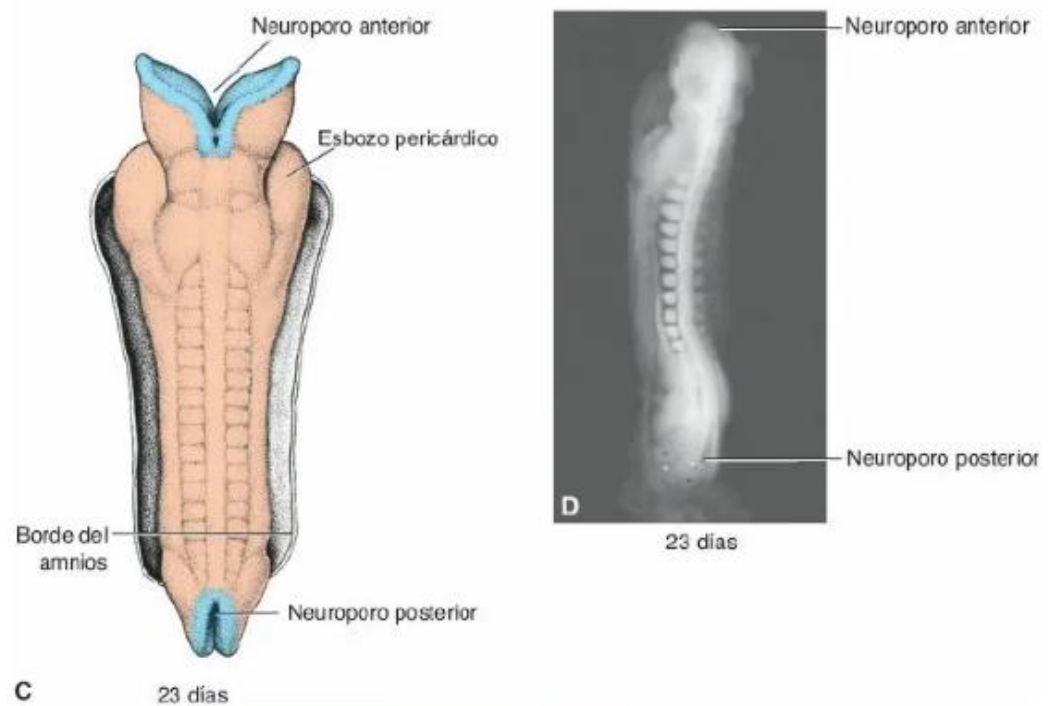 Neuroporo anterior
Esbozo pericárdico
Borde del
amnios
Neuroporo posterior
C
23 días
Neuroporo anterior
Neuroporo posterior
D
23 días